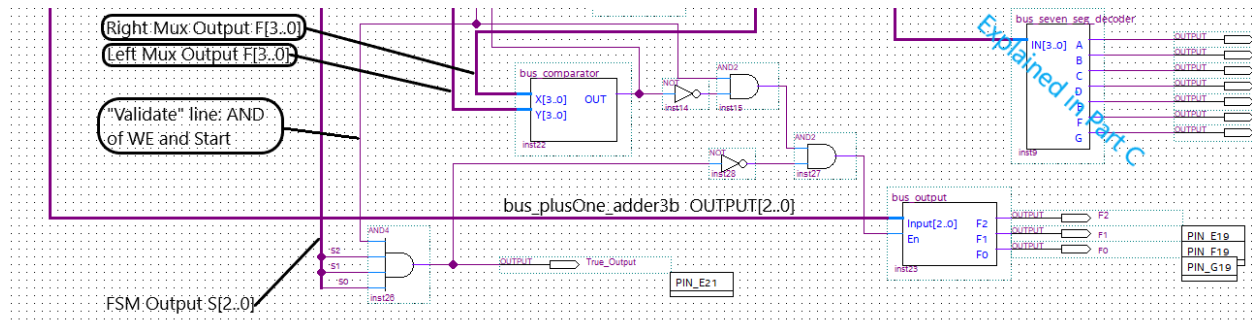 Right Mux Output F[3..0]
Left Mux Output F[3..0]
"Validate" line: AND
of WE and Start
FSM Output S[2..0]
bus_comparator
X[3..0]
Y[3..0]
OUT
inst22
NOT
inst14
AND2
inst15
AND2
inst27
NOT
inst28
bus_plusOne_adder3b OUTPUT[2..0]
AND4
S2
S1
S0
inst26
OUTPUT
True_Output
PIN_E21
bus_output
Input[2..0]
En
F2
F1
F0
inst23
OUTPUT
F2
OUTPUT
F1
OUTPUT
F0
PIN_E19
PIN_F19
PIN_G19
bus_seven_seg_decoder
IN[3..0]
A
B
C
D
E
F
G
inst9
OUTPUT
OUTPUT
OUTPUT
OUTPUT
OUTPUT
OUTPUT
OUTPUT
Explained in Part C